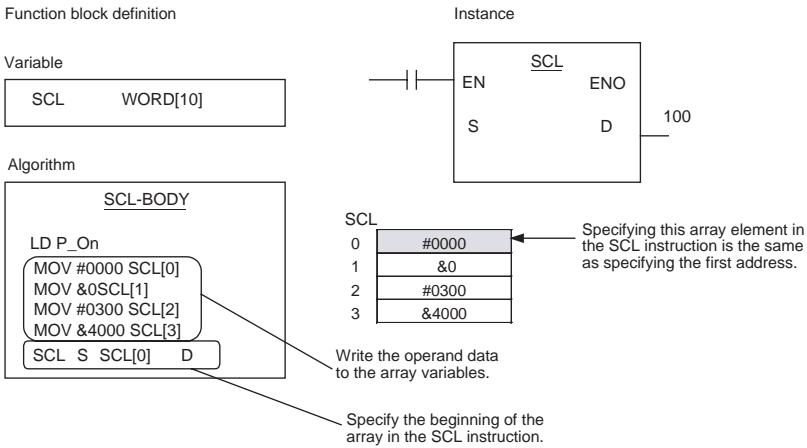 Function block definition
Variable
SCL WORD[10]
Algorithm
SCL-BODY
LD P_On
MOV #0000 SCL[0]
MOV &0SCL[1]
MOV #0300 SCL[2]
MOV &4000 SCL[3]
SCL S SCL[0] D
Instance
SCL
EN ENO
S D
100
SCL
0 #0000
1 &0
2 #0300
3 &4000
Specifying this array element in
the SCL instruction is the same
as specifying the first address.
Write the operand data
to the array variables.
Specify the beginning of the
array in the SCL instruction.